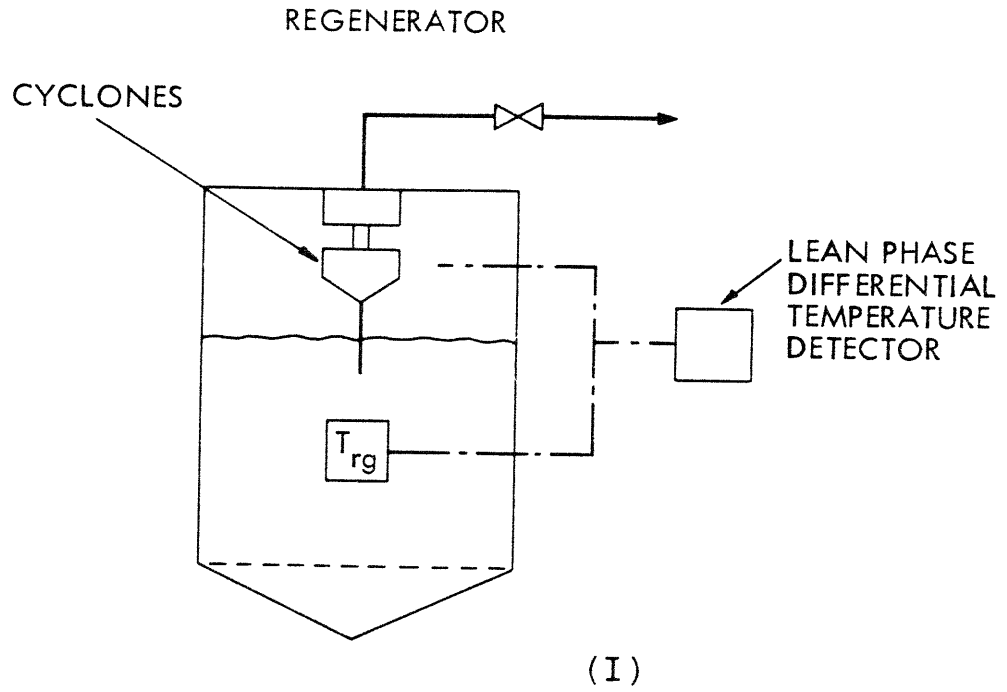 REGENERATOR
CYCLONES
LEAN PHASE
DIFFERENTIAL
TEMPERATURE
DETECTOR
Trg
(I)